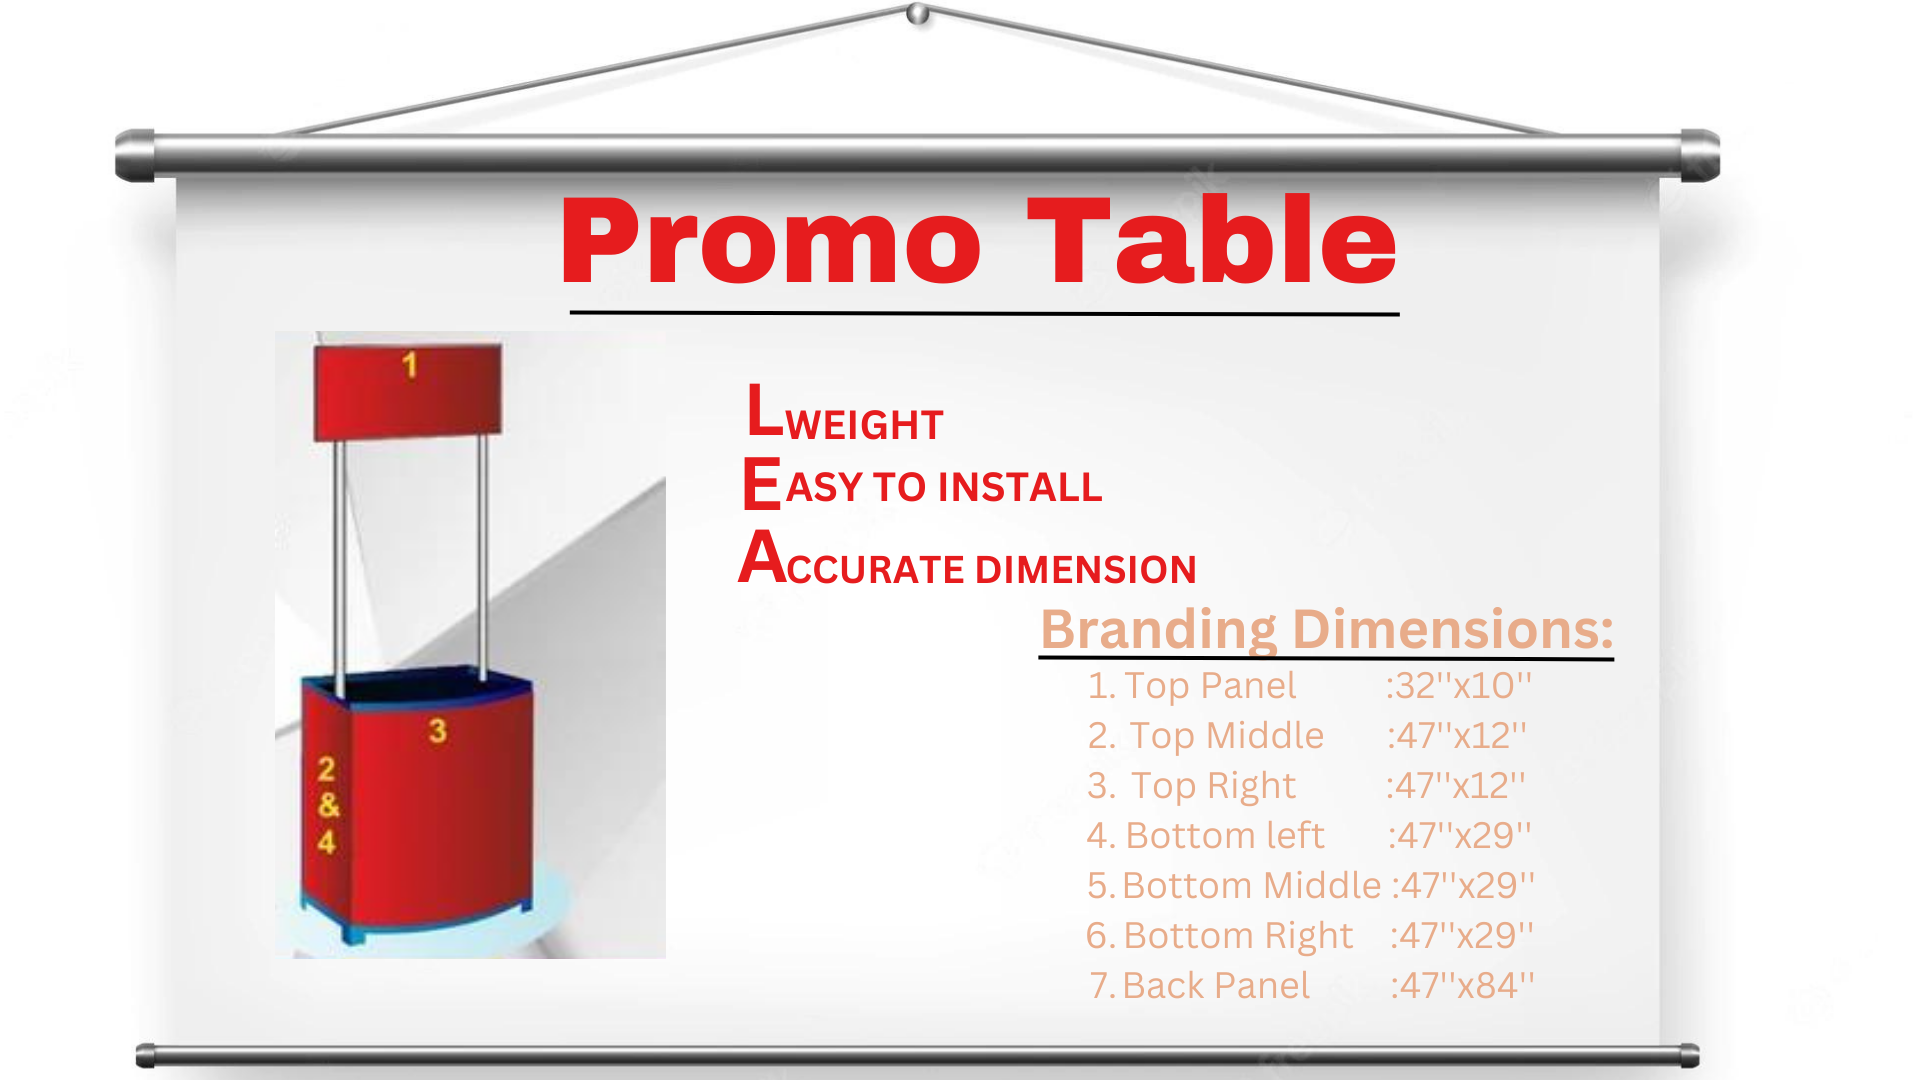 Promo Table
1
2
&
4
3
LWEIGHT
EASY TO INSTALL
ACCURATE DIMENSION
Branding Dimensions:
1. Top Panel :32''x10''
2. Top Middle :47''x12''
3. Top Right :47''x12''
4. Bottom left :47''x29''
5. Bottom Middle :47''x29''
6. Bottom Right :47''x29''
7. Back Panel :47''x84''